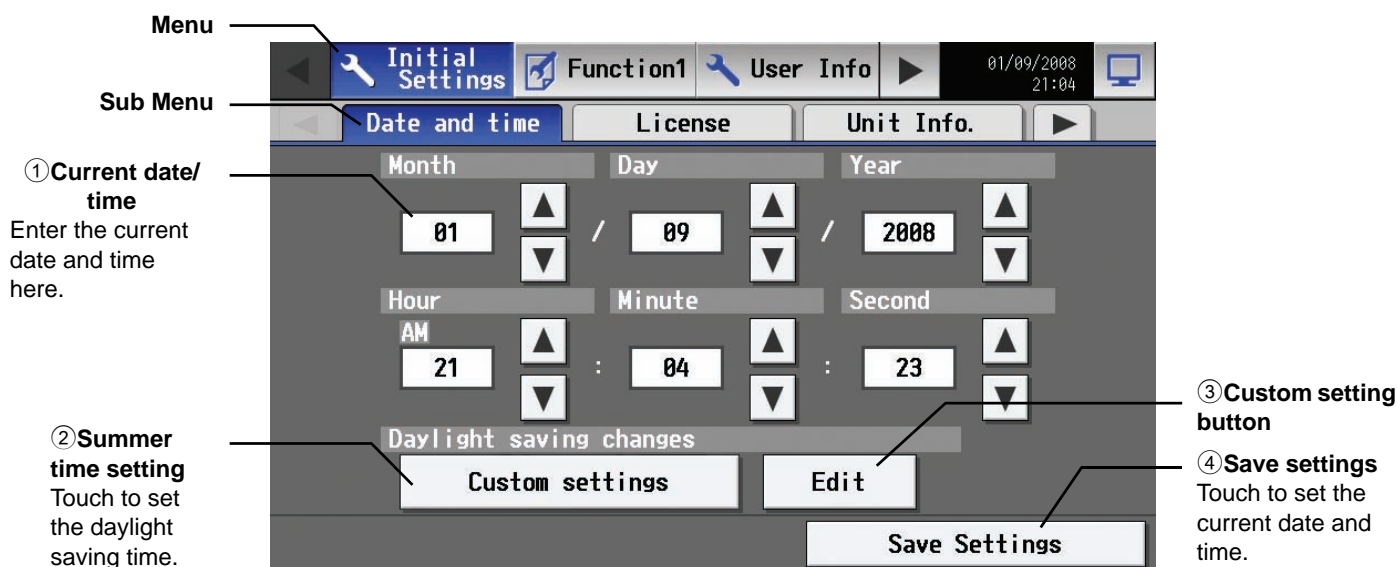 Menu
Initial
Settings
Function1
User Info
01/09/2008
21:04
Sub Menu
Date and time
License
Unit Info.
①Current date/
time
Enter the current
date and time
here.
Month
Day
Year
01 / 09 / 2008
Hour
Minute
Second
AM
21 : 04 : 23
②Summer
time setting
Touch to set
the daylight
saving time.
Daylight saving changes
Custom settings
Edit
Save Settings
③Custom setting
button
④Save settings
Touch to set the
current date and
time.